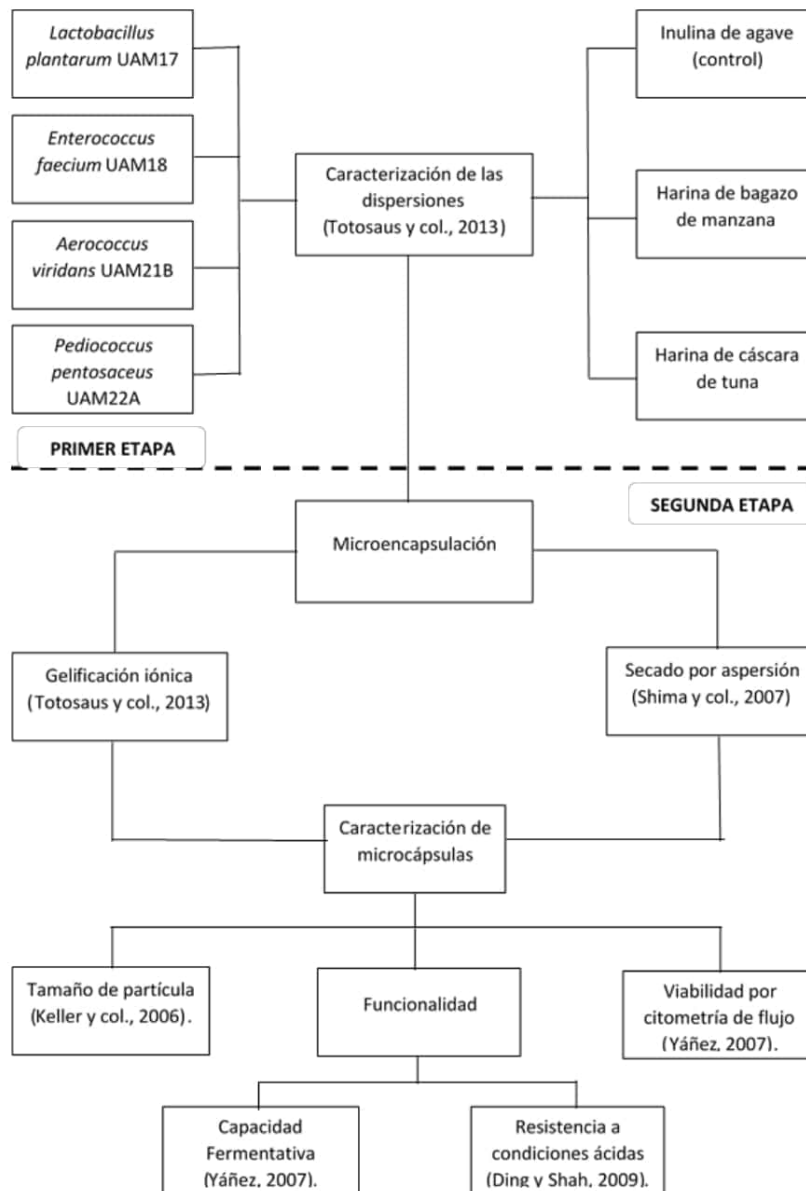 Lactobacillus
plantarum UAM17
Enterococcus
faecium UAM18
Aerococcus
viridans UAM21B
Pediococcus
pentosaceus
UAM22A
Caracterización de las
dispersiones
(Totosaus y col., 2013)
Inulina de agave
(control)
Harina de bagazo
de manzana
Harina de cáscara
de tuna
PRIMER ETAPA
SEGUNDA ETAPA
Microencapsulación
Gelificación iónica
(Totosaus y col., 2013)
Secado por aspersión
(Shima y col., 2007)
Caracterización de
microcápsulas
Tamaño de partícula
(Keller y col., 2006).
Funcionalidad
Viabilidad por
citometría de flujo
(Yáñez, 2007).
Capacidad
Fermentativa
(Yáñez, 2007).
Resistencia a
condiciones ácidas
(Ding y Shah, 2009).